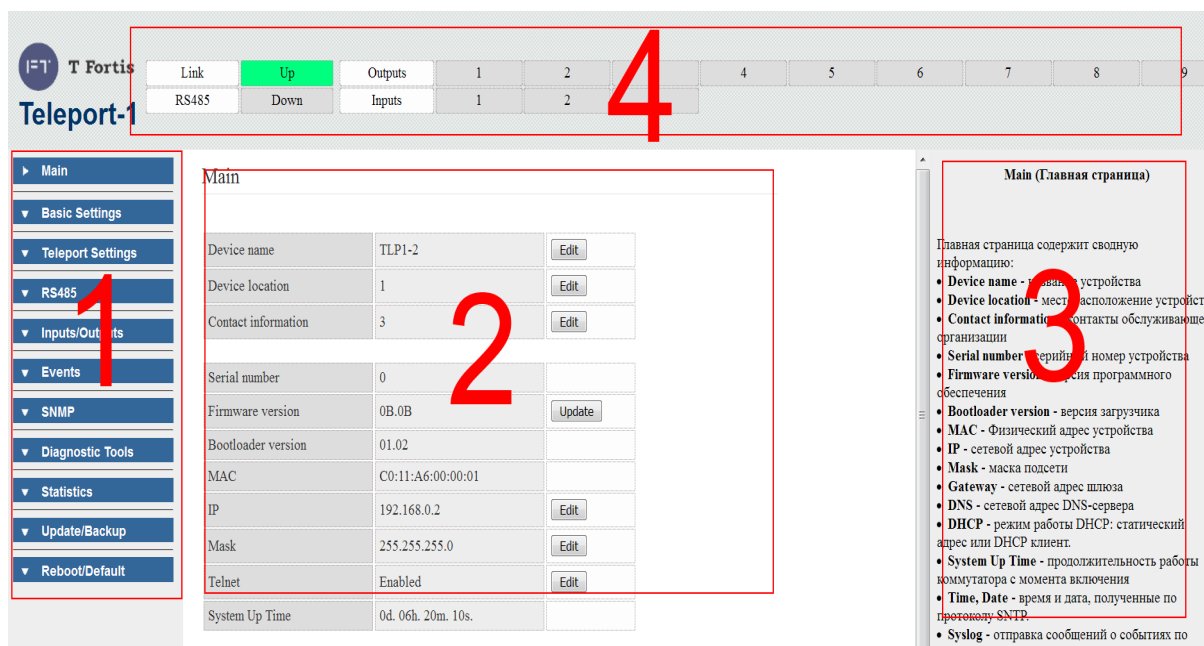 T Fortis
Teleport-1
Link Up Outputs 1 2 4 5 6 7 8 9
RS485 Down Inputs 1 2
4
Main
Basic Settings
Teleport Settings
RS485
Inputs/Outputs
Events
SNMP
Diagnostic Tools
Statistics
Update/Backup
Reboot/Default
1
Main
Device name TLP1-2 Edit
Device location 1 Edit
Contact information 3 Edit
Serial number 0
Firmware version 0B.0B Update
Bootloader version 01.02
MAC C0:11:A6:00:00:01
IP 192.168.0.2 Edit
Mask 255.255.255.0 Edit
Telnet Enabled Edit
System Up Time 0d. 06h. 20m. 10s.
2
Main (Главная страница)
Главная страница содержит сводную
информацию:
• Device name - название устройства
• Device location - месторасположение устройст
• Contact information - контакты обслуживающе
организации
• Serial number - серийный номер устройства
• Firmware version - версия программного
обеспечения
• Bootloader version - версия загрузчика
• MAC - Физический адрес устройства
• IP - сетевой адрес устройства
• Mask - маска подсети
• Gateway - сетевой адрес шлюза
• DNS - сетевой адрес DNS-сервера
• DHCP - режим работы DHCP: статический
адрес или DHCP клиент.
• System Up Time - продолжительность работы
коммутатора с момента включения
• Time, Date - время и дата, полученные по
протоколу SNTP.
• Syslog - отправка сообщений о событиях по
3